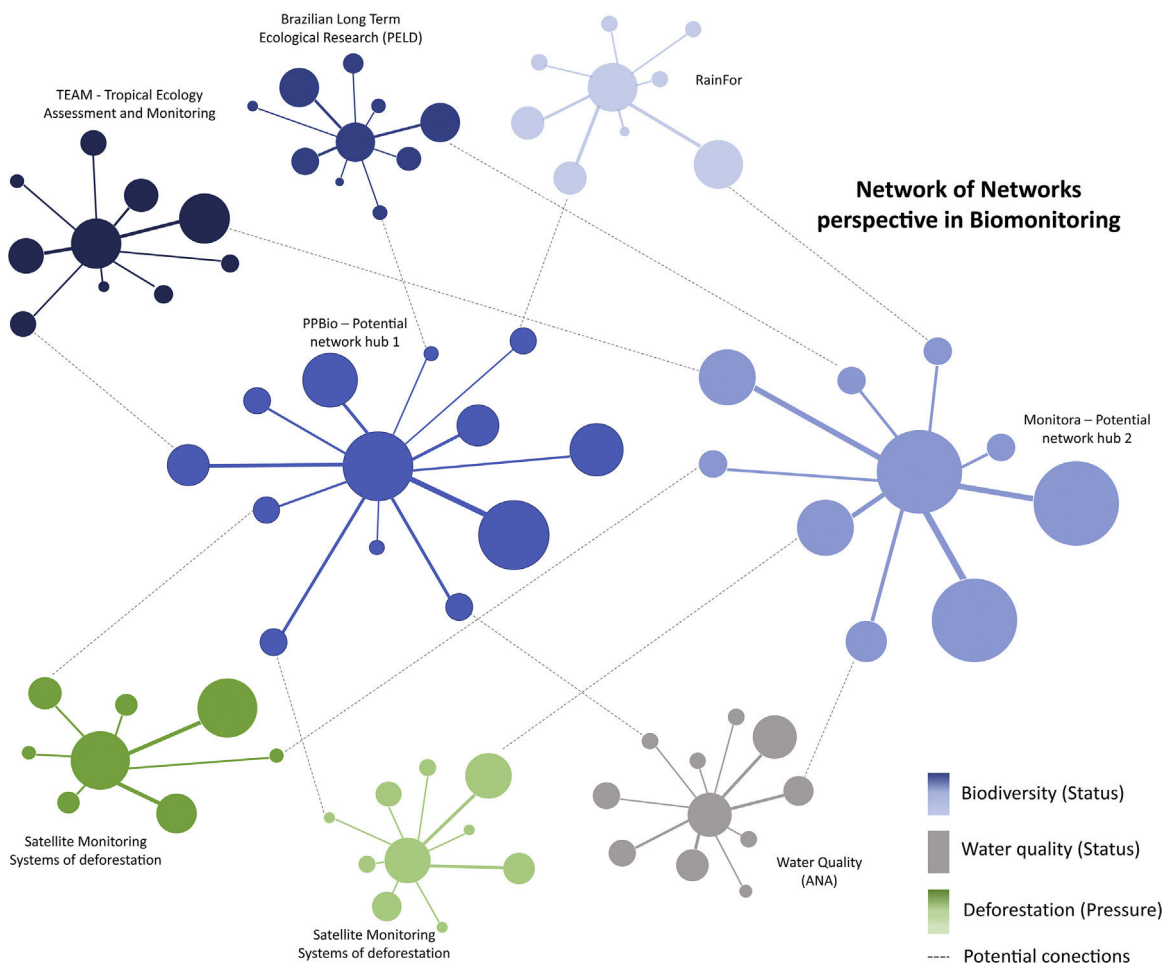 Brazilian Long Term
Ecological Research (PELD)
RainFor
TEAM - Tropical Ecology
Assessment and Monitoring
Network of Networks
perspective in Biomonitoring
PPBio – Potential
network hub 1
Monitora – Potential
network hub 2
Satellite Monitoring
Systems of deforestation
Satellite Monitoring
Systems of deforestation
Water Quality
(ANA)
Biodiversity (Status)
Water quality (Status)
Deforestation (Pressure)
Potential conections